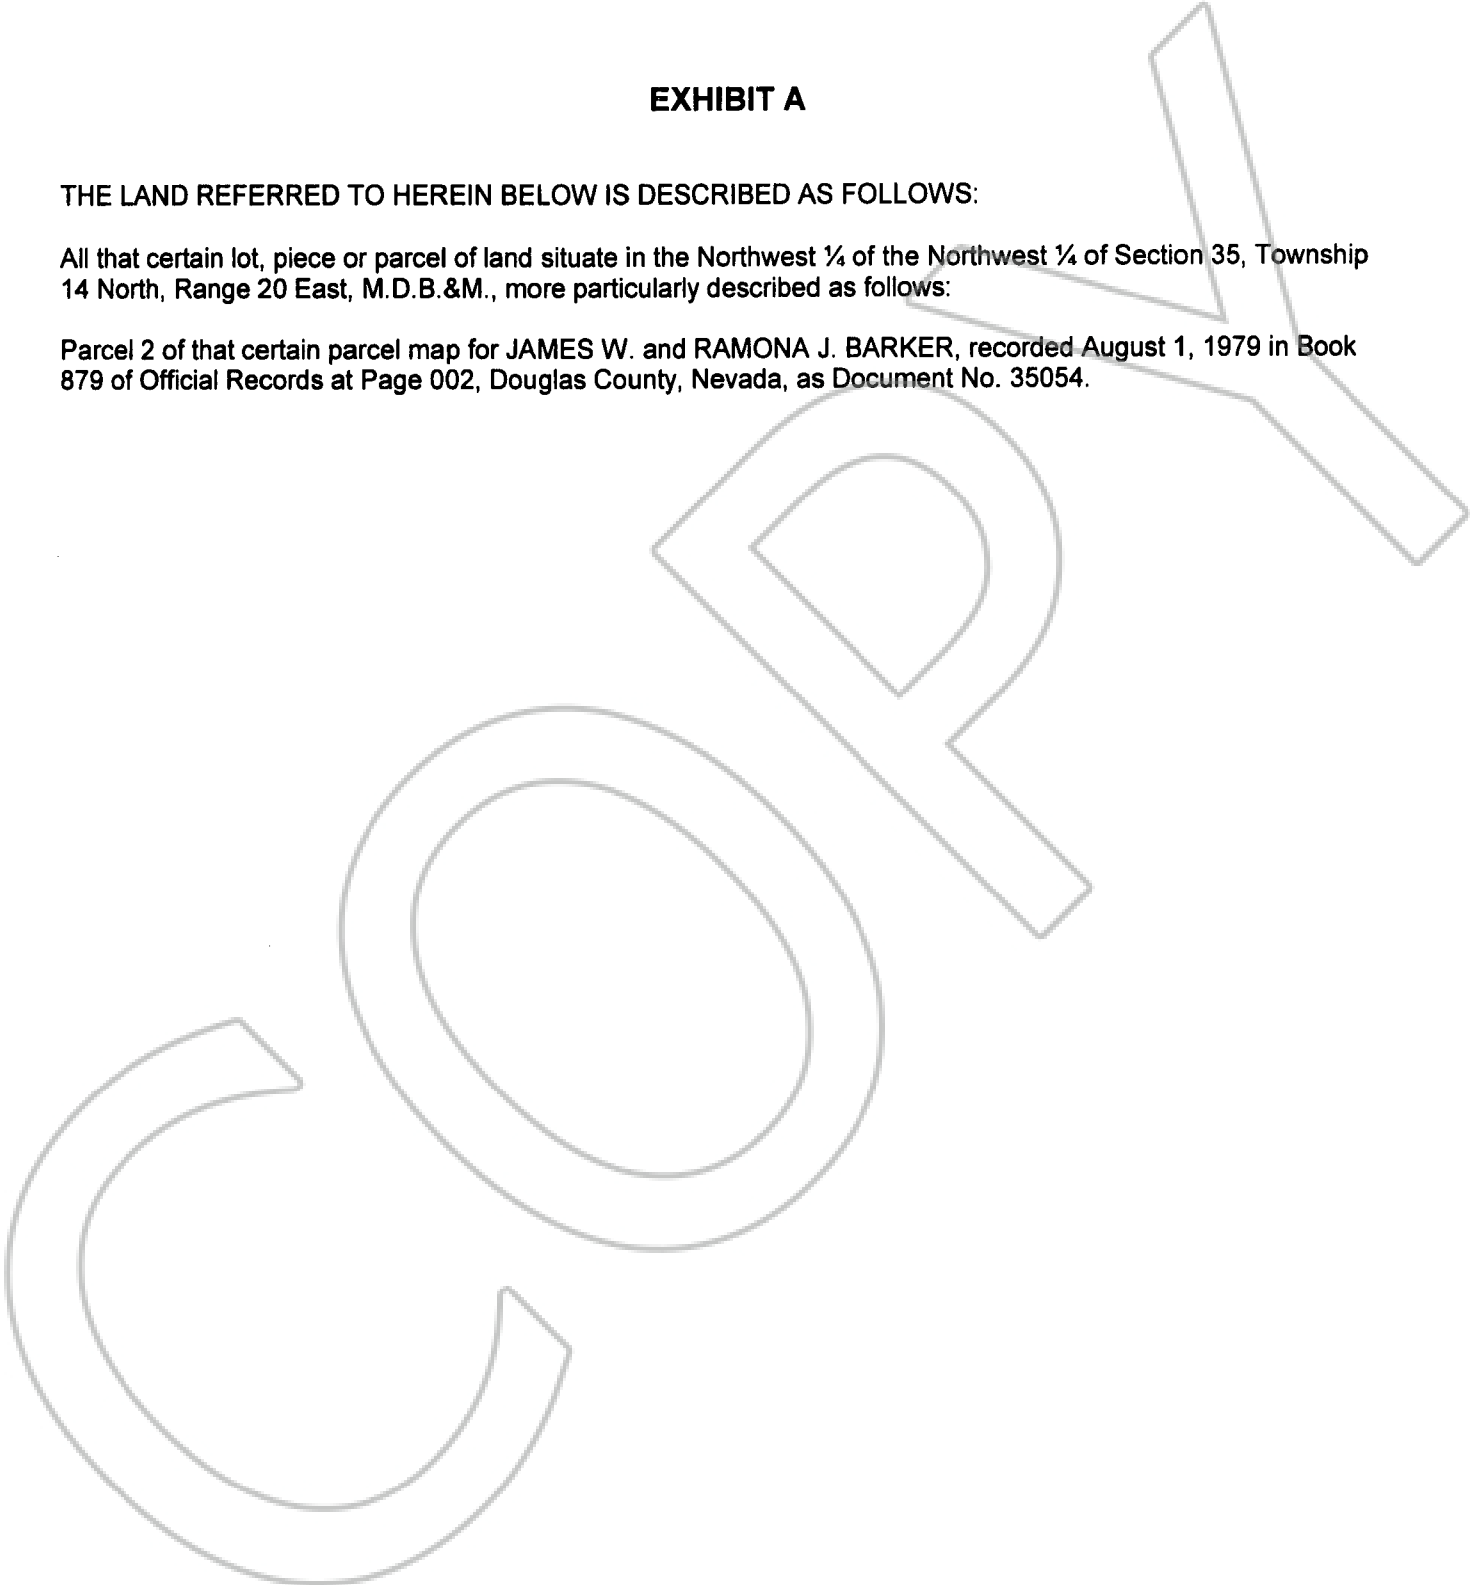 EXHIBIT A
THE LAND REFERRED TO HEREIN BELOW IS DESCRIBED AS FOLLOWS:
All that certain lot, piece or parcel of land situate in the Northwest ¼ of the Northwest ¼ of Section 35, Township
14 North, Range 20 East, M.D.B.&M., more particularly described as follows:
Parcel 2 of that certain parcel map for JAMES W. and RAMONA J. BARKER, recorded August 1, 1979 in Book
879 of Official Records at Page 002, Douglas County, Nevada, as Document No. 35054.
COPY